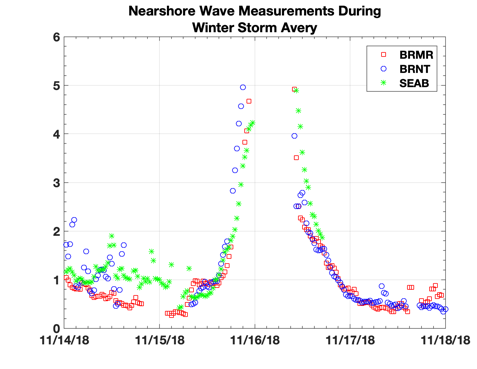 Nearshore Wave Measurements During
Winter Storm Avery
6
5
4
3
2
1
0
BRMR
BRNT
SEAB
11/14/18
11/15/18
11/16/18
11/17/18
11/18/18